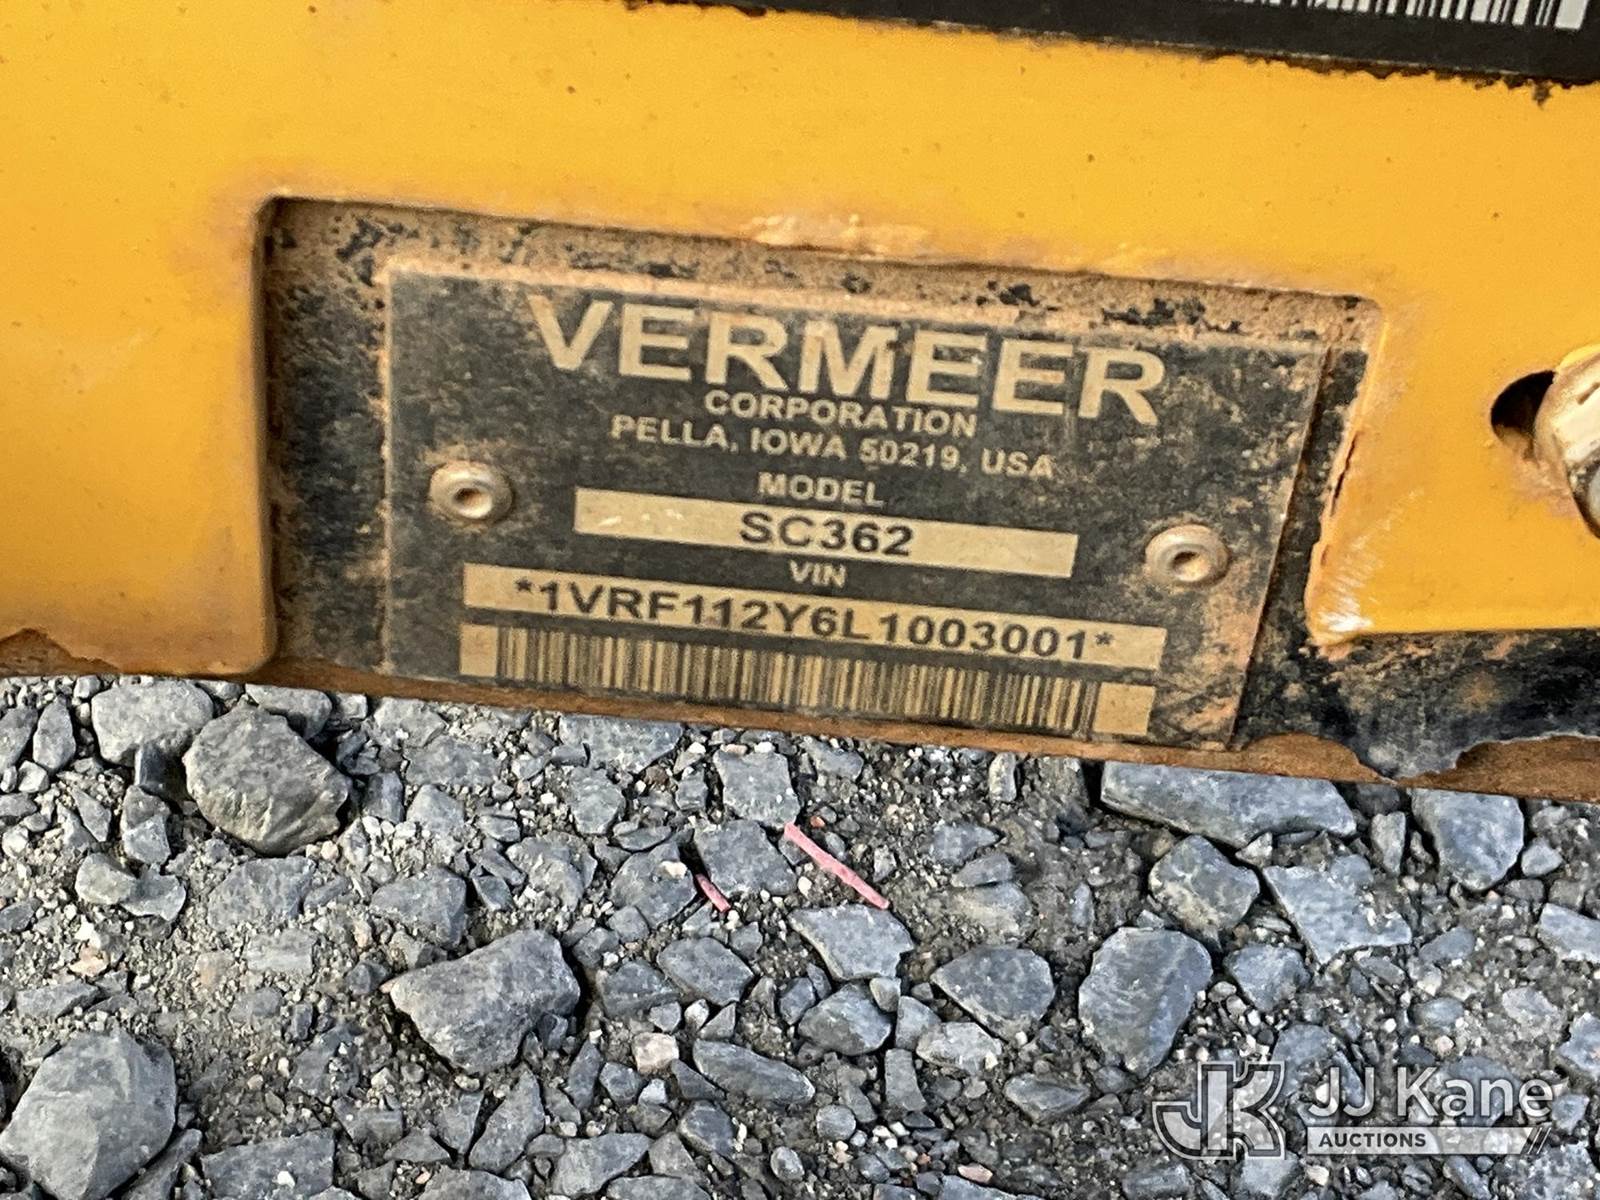 VERMEER
CORPORATION
PELLA, IOWA 50219, USA
MODEL
SC362
VIN
*1VRF112Y6L1003001*
JJ Kane
AUCTIONS